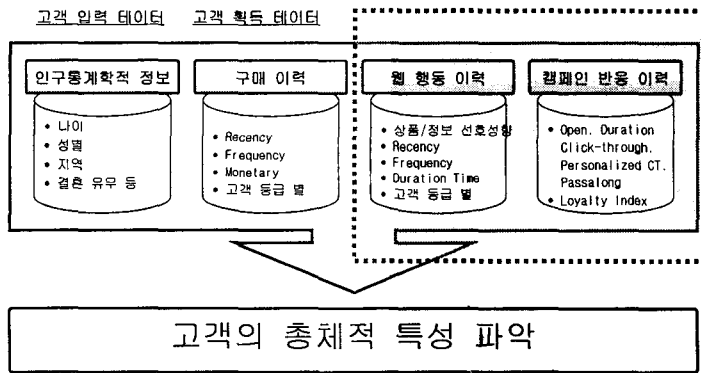 고객 입력 데이터
고객 획득 데이터
인구통계학적 정보
• 나이
• 성별
• 지역
• 결혼 유무 등
구매 이력
• Recency
• Frequency
• Monetary
• 고객 등급 별
웹 행동 이력
• 상품/정보 선호성향
• Recency
• Frequency
• Duration Time
• 고객 등급 별
캠페인 반응 이력
• Open. Duration
Click-through.
Personalized CT.
Passalong
• Loyalty Index
고객의 총체적 특성 파악